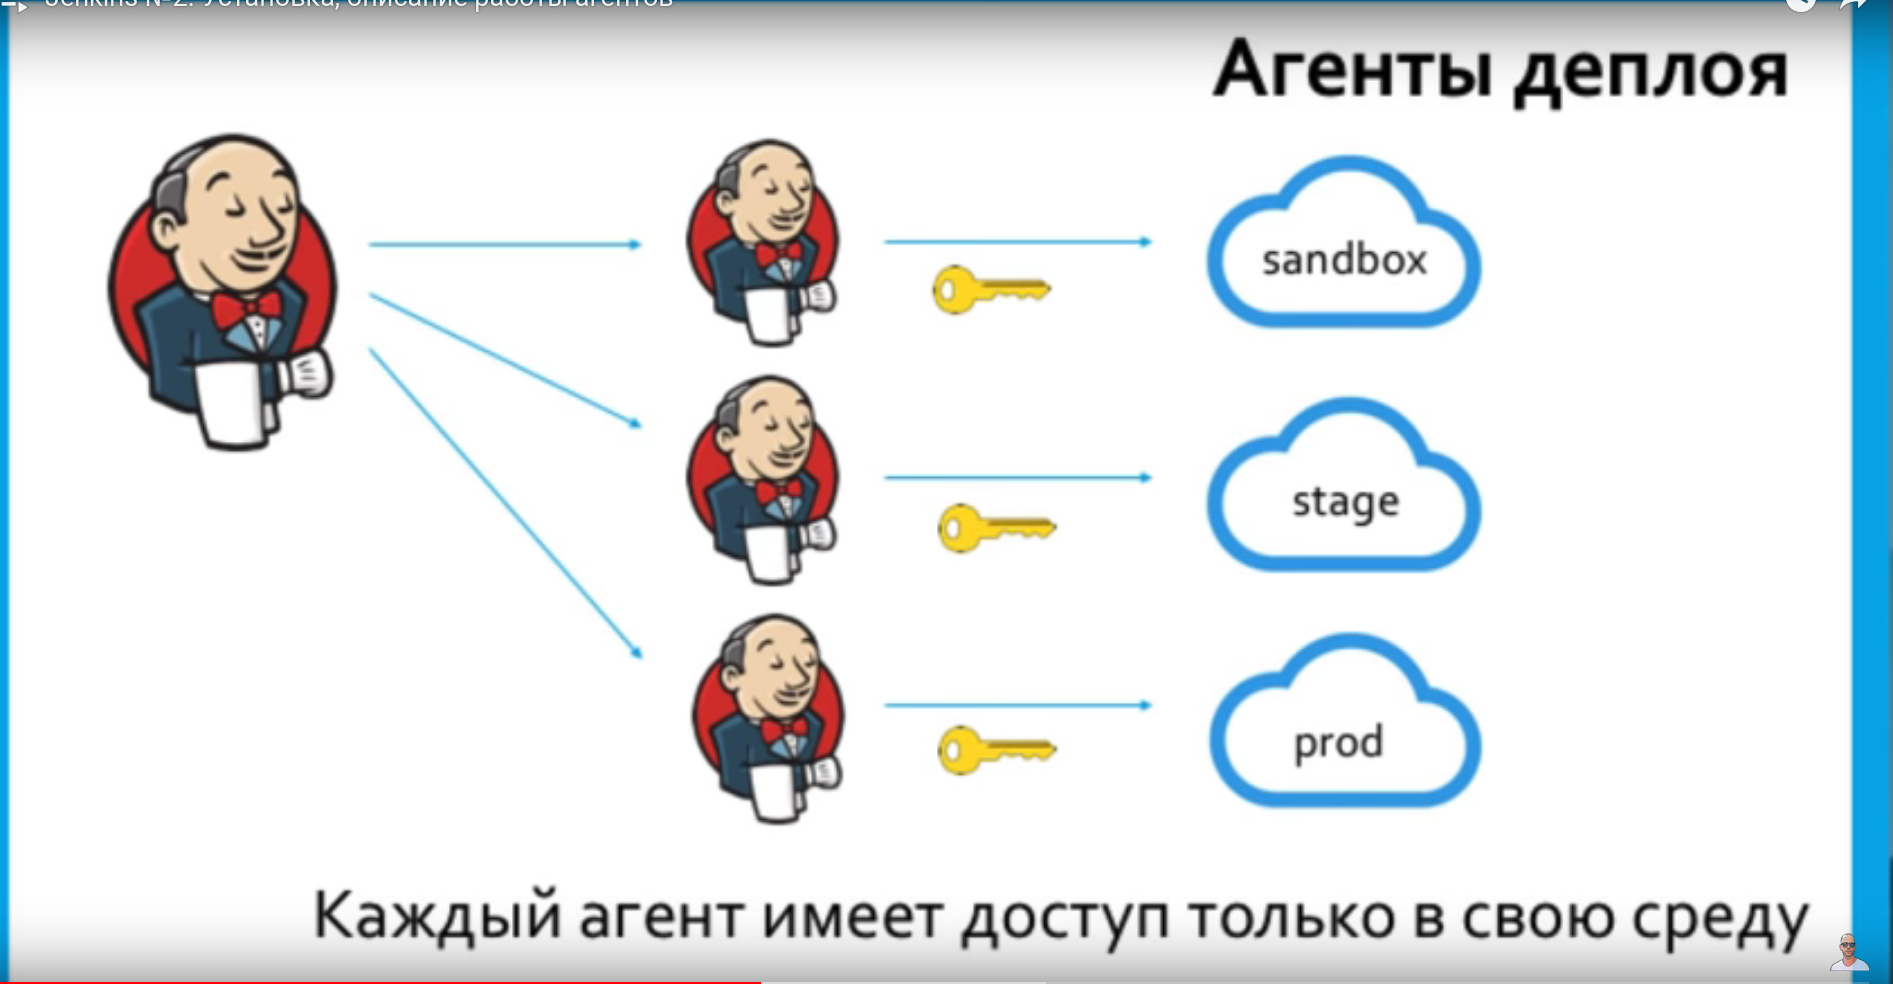 Jenkins №2: Установка, описание работы агентов
Агенты деплоя
sandbox
stage
prod
Каждый агент имеет доступ только в свою среду